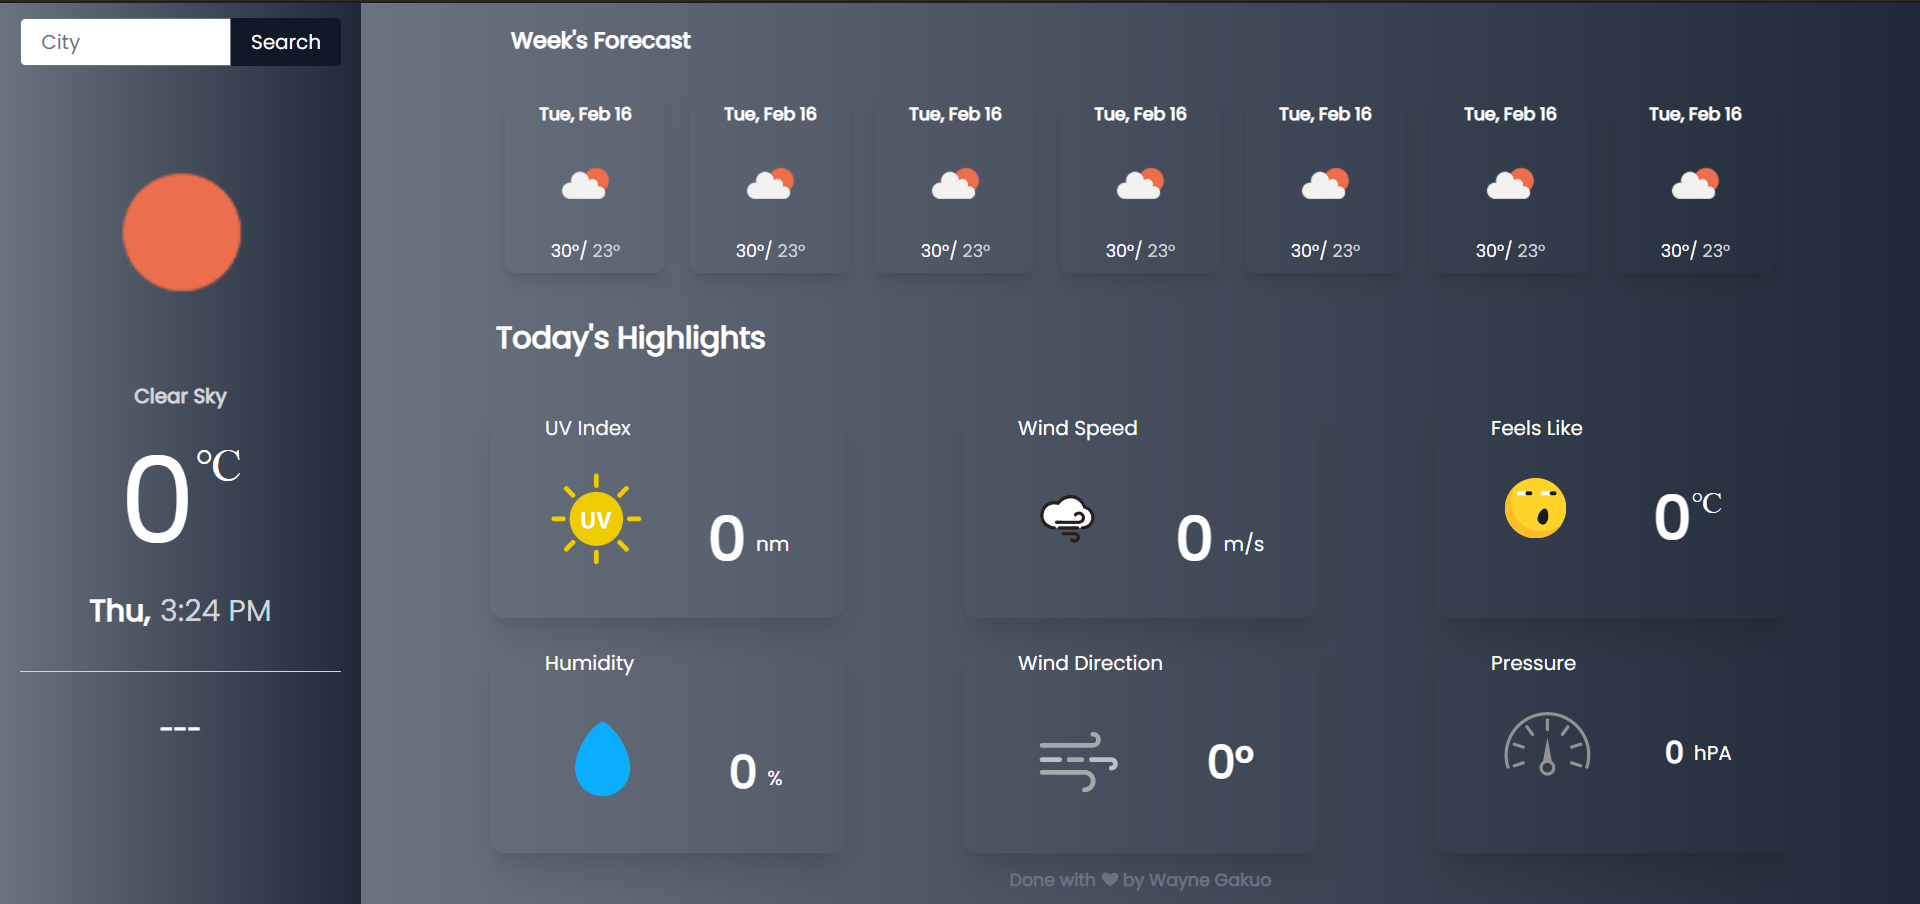 City
Search
Clear Sky
0℃
Thu, 3:24 PM
---
Week's Forecast
Tue, Feb 16
30°/ 23°
Tue, Feb 16
30°/ 23°
Tue, Feb 16
30°/ 23°
Tue, Feb 16
30°/ 23°
Tue, Feb 16
30°/ 23°
Tue, Feb 16
30°/ 23°
Tue, Feb 16
30°/ 23°
Today's Highlights
UV Index
UV
0 nm
Wind Speed
0 m/s
Feels Like
0℃
Humidity
0 %
Wind Direction
0°
Pressure
0 hPA
Done with ♥ by Wayne Gakuo